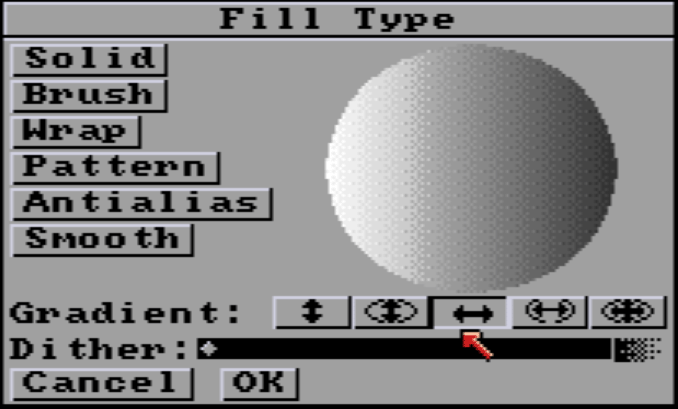 Fill Type
Solid
Brush
Wrap
Pattern
Antialias
Smooth
Gradient:
Dither:
Cancel OK